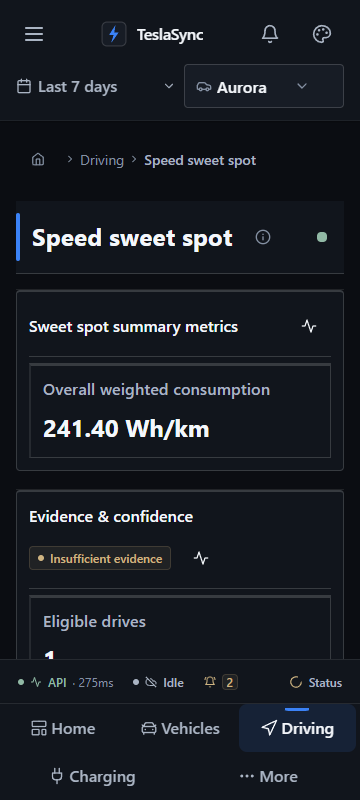 TeslaSync
Last 7 days
Aurora
Driving
Speed sweet spot
Speed sweet spot
Sweet spot summary metrics
Overall weighted consumption
241.40 Wh/km
Evidence & confidence
Insufficient evidence
Eligible drives
1
API · 275ms
Idle
2
Status
Home
Vehicles
Driving
Charging
More